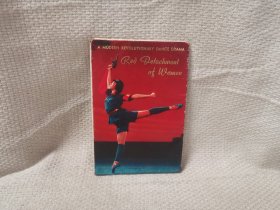 A MODERN REVOLUTIONARY DANCE DRAMA
Red Detachment
of Women